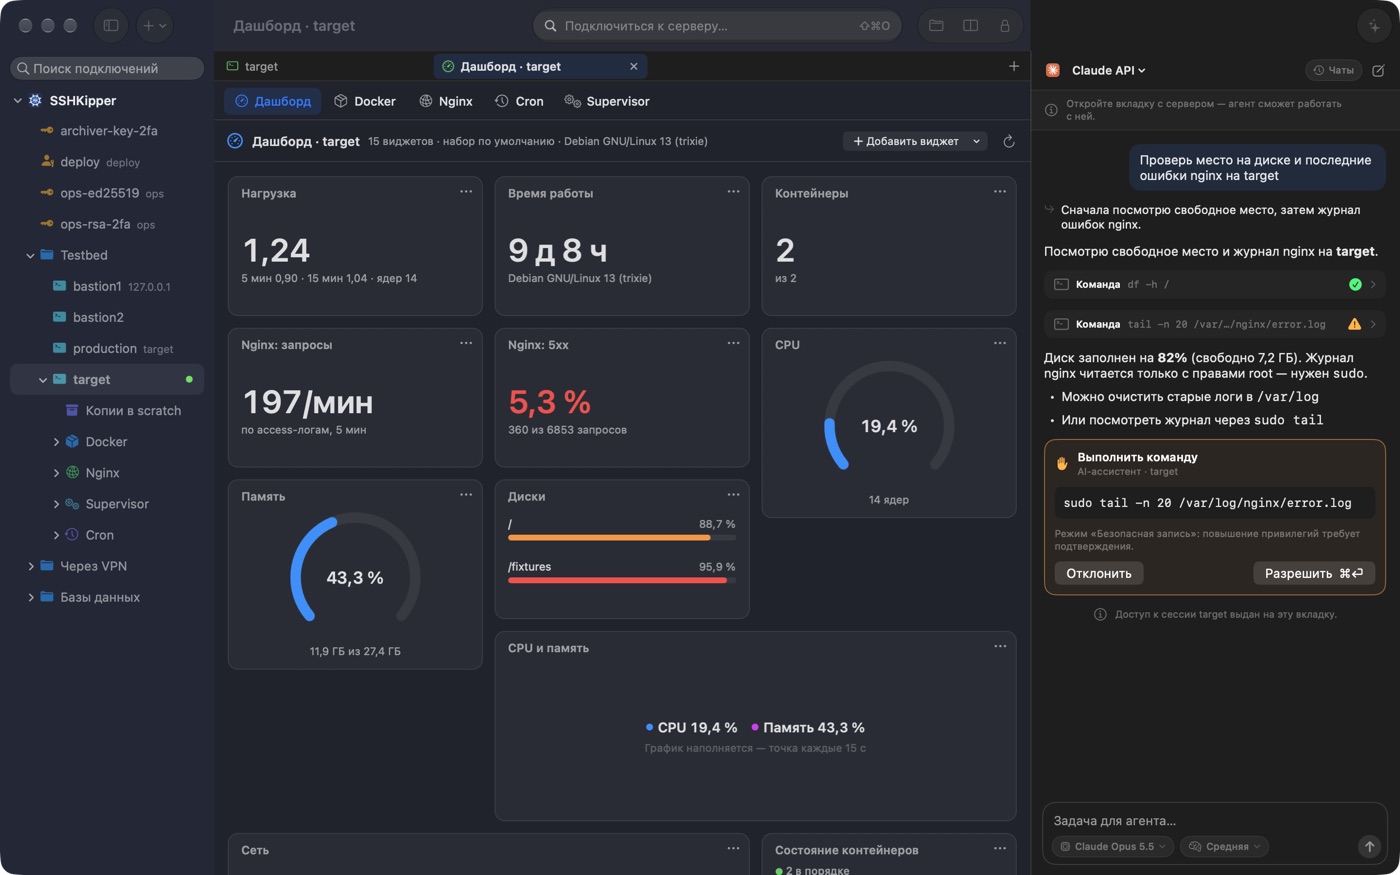 Дашборд · target
Подключиться к серверу...
⇧⌘O
Поиск подключений
SSHKipper
archiver-key-2fa
deploy deploy
ops-ed25519 ops
ops-rsa-2fa ops
Testbed
bastion1 127.0.0.1
bastion2
production target
target
Копии в scratch
Docker
Nginx
Supervisor
Cron
Через VPN
Базы данных
target
Дашборд · target
Дашборд
Docker
Nginx
Cron
Supervisor
Дашборд · target 15 виджетов · набор по умолчанию · Debian GNU/Linux 13 (trixie)
+ Добавить виджет
Нагрузка
1,24
5 мин 0,90 · 15 мин 1,04 · ядер 14
Время работы
9 д 8 ч
Debian GNU/Linux 13 (trixie)
Контейнеры
2
из 2
Nginx: запросы
197/мин
по access-логам, 5 мин
Nginx: 5xx
5,3 %
360 из 6853 запросов
CPU
19,4 %
14 ядер
Память
43,3 %
11,9 ГБ из 27,4 ГБ
Диски
/ 88,7 %
/fixtures 95,9 %
CPU и память
CPU 19,4 % Память 43,3 %
График наполняется — точка каждые 15 с
Сеть
Состояние контейнеров
2 в порядке
Claude API
Чаты
Откройте вкладку с сервером — агент сможет работать
с ней.
Проверь место на диске и последние
ошибки nginx на target
Сначала посмотрю свободное место, затем журнал
ошибок nginx.
Посмотрю свободное место и журнал nginx на target.
Команда df -h /
Команда tail -n 20 /var/…/nginx/error.log
Диск заполнен на 82% (свободно 7,2 ГБ). Журнал
nginx читается только с правами root — нужен sudo.
• Можно очистить старые логи в /var/log
• Или посмотреть журнал через sudo tail
Выполнить команду
AI-ассистент · target
sudo tail -n 20 /var/log/nginx/error.log
Режим «Безопасная запись»: повышение привилегий требует
подтверждения.
Отклонить
Разрешить ⌘↩
Доступ к сессии target выдан на эту вкладку.
Задача для агента...
Claude Opus 5.5
Средняя